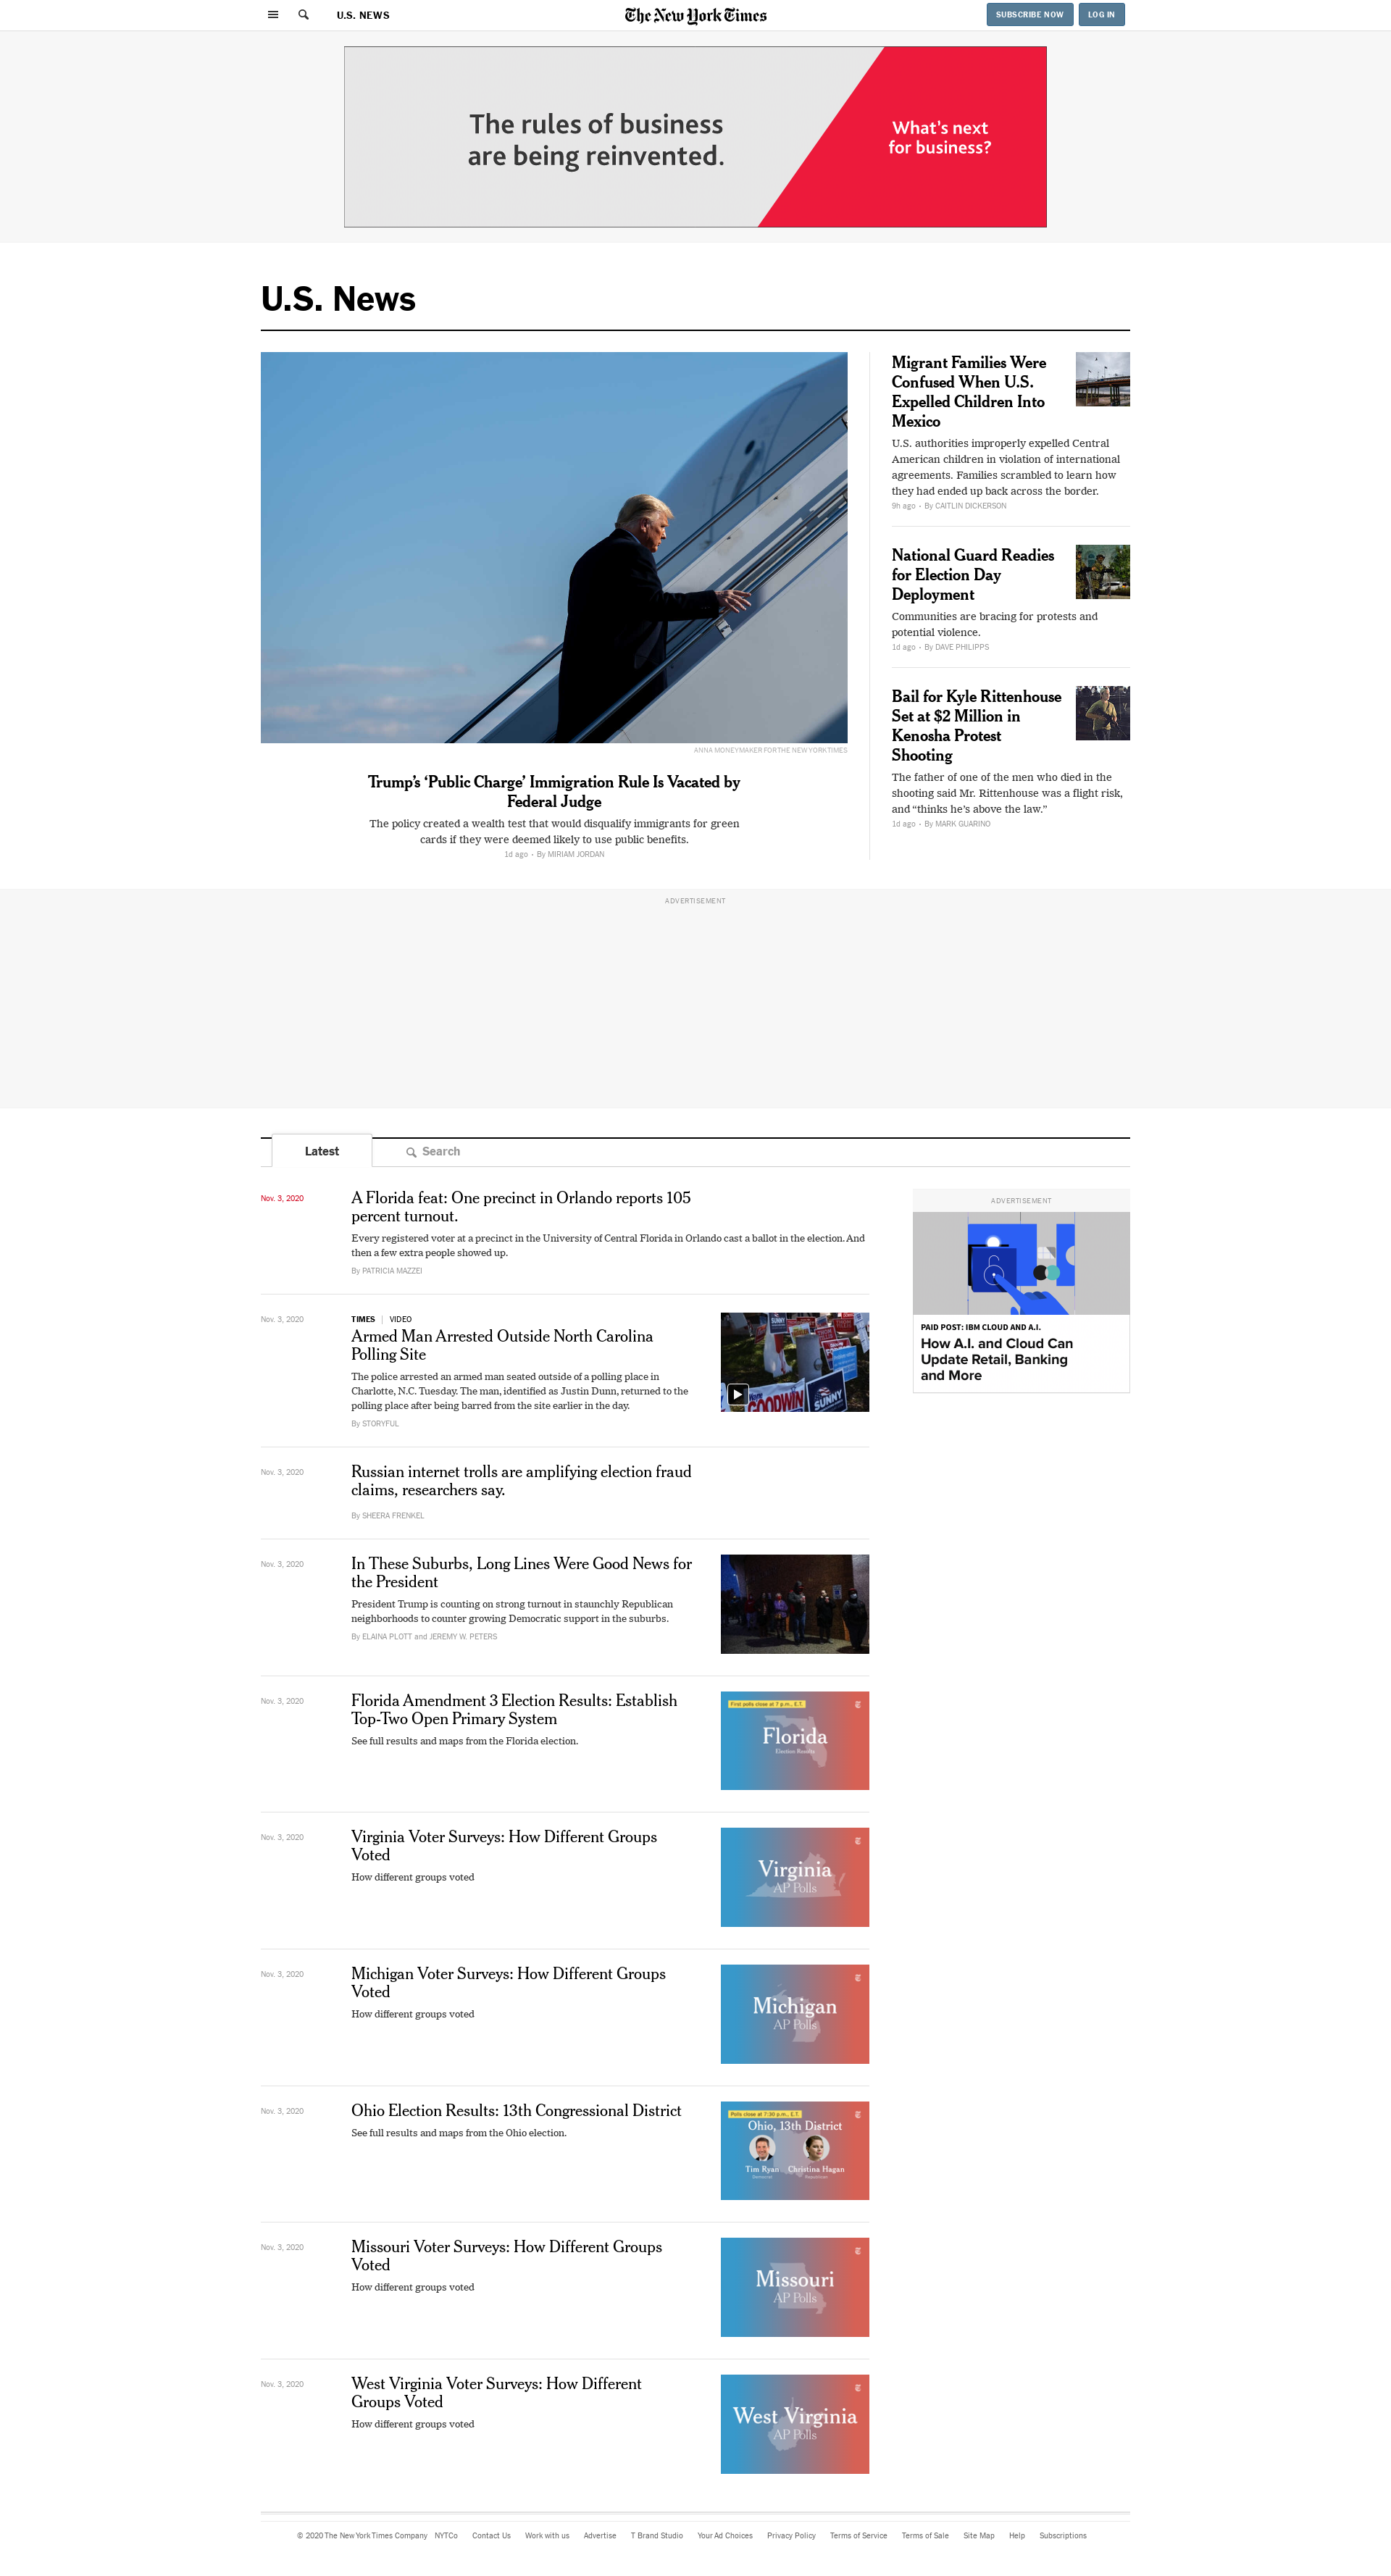 U.S. NEWS
The New York Times
SUBSCRIBE NOW
LOG IN
The rules of business
are being reinvented.
What's next
for business?
U.S. News
ANNA MONEYMAKER FOR THE NEW YORK TIMES
Trump's ‘Public Charge’ Immigration Rule Is Vacated by
Federal Judge
The policy created a wealth test that would disqualify immigrants for green
cards if they were deemed likely to use public benefits.
1d ago • By MIRIAM JORDAN
Migrant Families Were
Confused When U.S.
Expelled Children Into
Mexico
U.S. authorities improperly expelled Central
American children in violation of international
agreements. Families scrambled to learn how
they had ended up back across the border.
9h ago • By CAITLIN DICKERSON
National Guard Readies
for Election Day
Deployment
Communities are bracing for protests and
potential violence.
1d ago • By DAVE PHILIPPS
Bail for Kyle Rittenhouse
Set at $2 Million in
Kenosha Protest
Shooting
The father of one of the men who died in the
shooting said Mr. Rittenhouse was a flight risk,
and “thinks he's above the law.”
1d ago • By MARK GUARINO
ADVERTISEMENT
Latest
Search
Nov. 3, 2020
A Florida feat: One precinct in Orlando reports 105
percent turnout.
Every registered voter at a precinct in the University of Central Florida in Orlando cast a ballot in the election. And
then a few extra people showed up.
By PATRICIA MAZZEI
Nov. 3, 2020
TIMES | VIDEO
Armed Man Arrested Outside North Carolina
Polling Site
The police arrested an armed man seated outside of a polling place in
Charlotte, N.C. Tuesday. The man, identified as Justin Dunn, returned to the
polling place after being barred from the site earlier in the day.
By STORYFUL
SUNNY
GOODWIN
SUNNY
Nov. 3, 2020
Russian internet trolls are amplifying election fraud
claims, researchers say.
By SHEERA FRENKEL
Nov. 3, 2020
In These Suburbs, Long Lines Were Good News for
the President
President Trump is counting on strong turnout in staunchly Republican
neighborhoods to counter growing Democratic support in the suburbs.
By ELAINA PLOTT and JEREMY W. PETERS
Nov. 3, 2020
Florida Amendment 3 Election Results: Establish
Top-Two Open Primary System
See full results and maps from the Florida election.
First polls close at 7 p.m., E.T.
Florida
Election Results
Nov. 3, 2020
Virginia Voter Surveys: How Different Groups
Voted
How different groups voted
Virginia
AP Polls
Nov. 3, 2020
Michigan Voter Surveys: How Different Groups
Voted
How different groups voted
Michigan
AP Polls
Nov. 3, 2020
Ohio Election Results: 13th Congressional District
See full results and maps from the Ohio election.
Polls close at 7:30 p.m., E.T.
Ohio, 13th District
Tim Ryan
Christina Hagan
Democrat
Republican
Nov. 3, 2020
Missouri Voter Surveys: How Different Groups
Voted
How different groups voted
Missouri
AP Polls
Nov. 3, 2020
West Virginia Voter Surveys: How Different
Groups Voted
How different groups voted
West Virginia
AP Polls
ADVERTISEMENT
PAID POST: IBM CLOUD AND A.I.
How A.I. and Cloud Can
Update Retail, Banking
and More
© 2020 The New York Times Company NYTCo Contact Us Work with us Advertise T Brand Studio Your Ad Choices Privacy Policy Terms of Service Terms of Sale Site Map Help Subscriptions